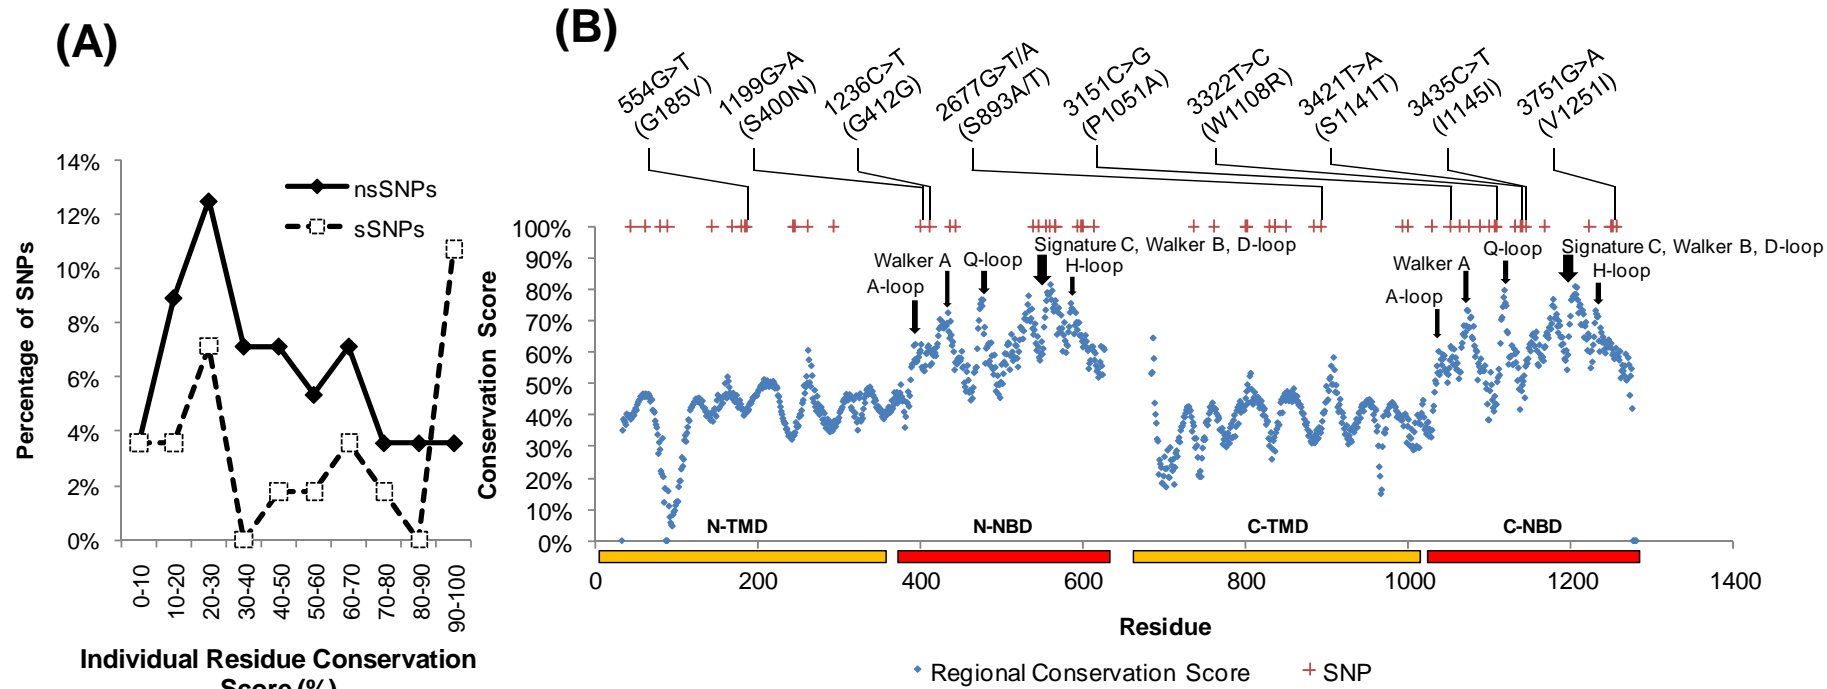 (A)
14%
12%
10%
8%
6%
4%
2%
0%
Percentage of SNPs
nsSNPs
sSNPs
0-10
10-20
20-30
30-40
40-50
50-60
60-70
70-80
80-90
90-100
Individual Residue Conservation
Score (%)
(B)
554G>T
(G185V)
1199G>A
(S400N)
1236C>T
(G412G)
2677G>T/A
(S893A/T)
3151C>G
(P1051A)
3322T>C
(W1108R)
3421T>A
(S1141T)
3435C>T
(I1145I)
3751G>A
(V1251I)
100%
90%
80%
70%
60%
50%
40%
30%
20%
10%
0%
Conservation Score
A-loop
Walker A
Q-loop
Signature C, Walker B, D-loop
H-loop
A-loop
Walker A
Q-loop
Signature C, Walker B, D-loop
H-loop
N-TMD
N-NBD
C-TMD
C-NBD
0
200
400
600
800
1000
1200
1400
Residue
Regional Conservation Score
SNP